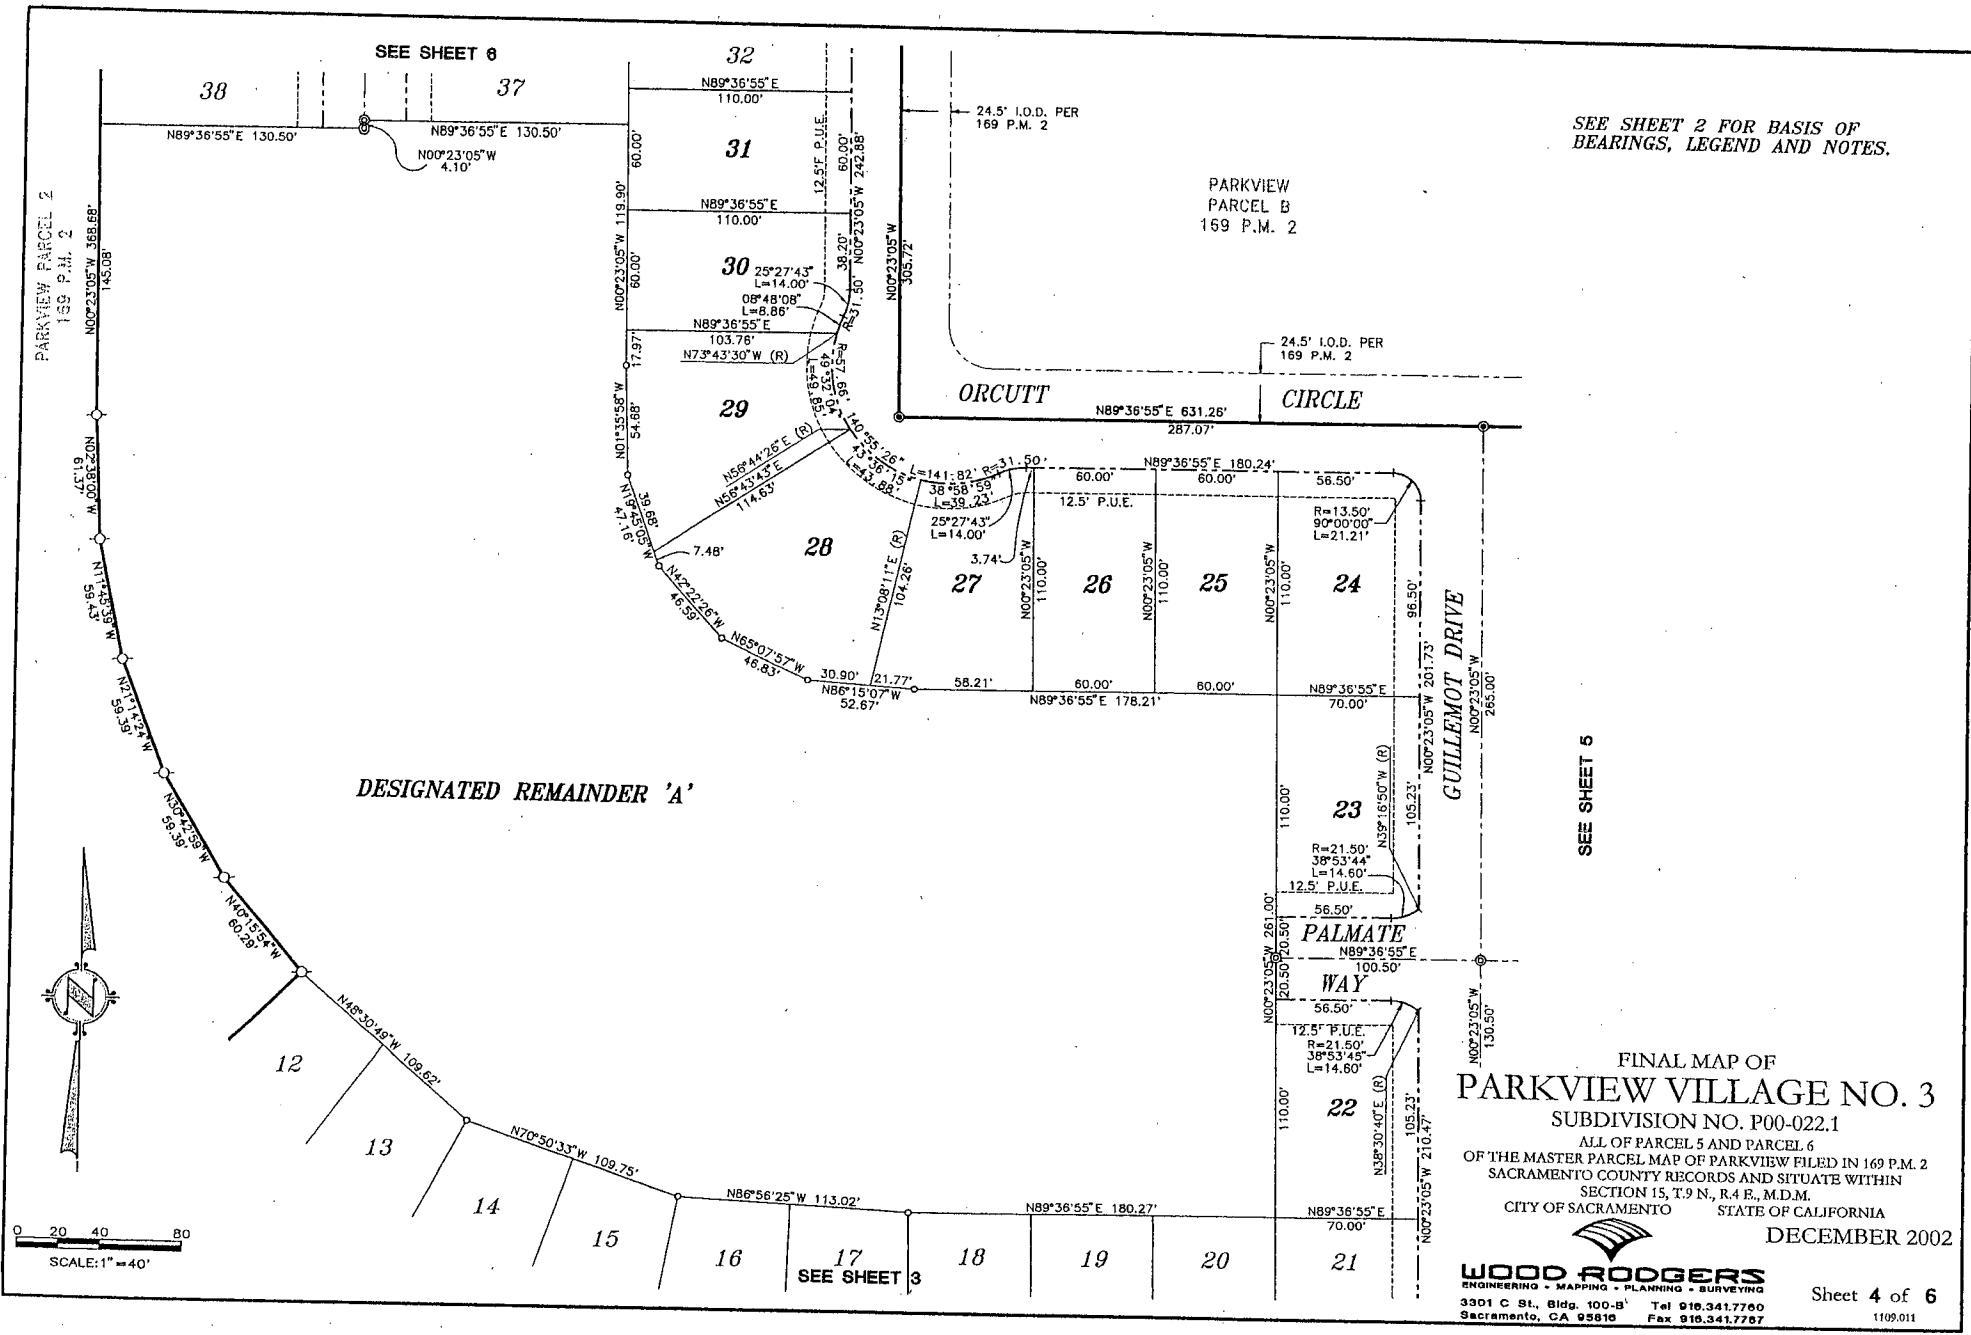 SEE SHEET 6
38
37
32
N89°36'55"E
110.00'
N89°36'55"E 130.50'
N89°36'55"E 130.50'
N00°23'05"W
4.10'
31
60.00'
12.5' P.U.E.
60.00'
N00°23'05"W 242.88'
24.5' I.O.D. PER
169 P.M. 2
SEE SHEET 2 FOR BASIS OF
BEARINGS, LEGEND AND NOTES.
PARKVIEW
PARCEL B
169 P.M. 2
PARKVIEW PARCEL 2
169 P.M. 2
N00°23'05"W 368.68'
145.08'
N89°36'55"E
110.00'
N00°23'05"W 119.90'
60.00'
30
38.20'
25°27'43"
L=14.00'
08°48'08"
L=8.86'
R=31.50'
N00°23'05"W
305.72'
N89°36'55"E
103.76'
N73°43'30"W (R)
17.97'
R=57.66'
49°32'04"
L=49.85'
24.5' I.O.D. PER
169 P.M. 2
ORCUTT CIRCLE
N89°36'55"E 631.26'
287.07'
29
N01°35'58"W
54.68'
N56°44'26"E (R)
N56°43'43"E
114.63'
140°55'26"
L=141.82'
R=31.50'
43°36'15"
L=43.88'
38°58'59"
L=39.23'
25°27'43"
L=14.00'
3.74'
N89°36'55"E 180.24'
60.00'
60.00'
56.50'
12.5' P.U.E.
R=13.50'
90°00'00"
L=21.21'
N02°38'00"W
61.37'
39.68'
N19°45'05"W
47.16'
7.48'
28
27
26
25
24
N13°08'11"E (R)
104.26'
N00°23'05"W
110.00'
N00°23'05"W
110.00'
N00°23'05"W
110.00'
96.50'
GUILLEMOT DRIVE
N11°45'39"W
59.43'
N42°22'26"W
46.59'
N65°07'57"W
46.83'
30.90'
21.77'
N86°15'07"W
52.67'
58.21'
60.00'
60.00'
N89°36'55"E 178.21'
N89°36'55"E
70.00'
N00°23'05"W 201.73'
N00°23'05"W
265.00'
N21°14'24"W
59.39'
DESIGNATED REMAINDER 'A'
SEE SHEET 5
110.00'
23
N39°16'50"W (R)
105.23'
N30°42'59"W
59.39'
R=21.50'
38°53'44"
L=14.60'
12.5' P.U.E.
56.50'
N40°15'54"W
60.29'
N00°23'05"W 261.00'
20.50'
20.50'
PALMATE
N89°36'55"E
100.50'
WAY
56.50'
12.5' P.U.E.
R=21.50'
38°53'45"
L=14.60'
N00°23'05"W
130.50'
N48°30'49"W 109.62'
12
13
110.00'
22
N38°30'40"E (R)
105.23'
N00°23'05"W 210.47'
N70°50'33"W 109.75'
14
15
N86°56'25"W 113.02'
N89°36'55"E 180.27'
N89°36'55"E
70.00'
16
17
18
19
20
21
SEE SHEET 3
N
0 20 40 80
SCALE: 1"=40'
FINAL MAP OF
PARKVIEW VILLAGE NO. 3
SUBDIVISION NO. P00-022.1
ALL OF PARCEL 5 AND PARCEL 6
OF THE MASTER PARCEL MAP OF PARKVIEW FILED IN 169 P.M. 2
SACRAMENTO COUNTY RECORDS AND SITUATE WITHIN
SECTION 15, T.9 N., R.4 E., M.D.M.
CITY OF SACRAMENTO STATE OF CALIFORNIA
DECEMBER 2002
WOOD RODGERS
ENGINEERING • MAPPING • PLANNING • SURVEYING
3301 C St., Bldg. 100-B Tel 916.341.7760
Sacramento, CA 95816 Fax 916.341.7767
Sheet 4 of 6
1109.011